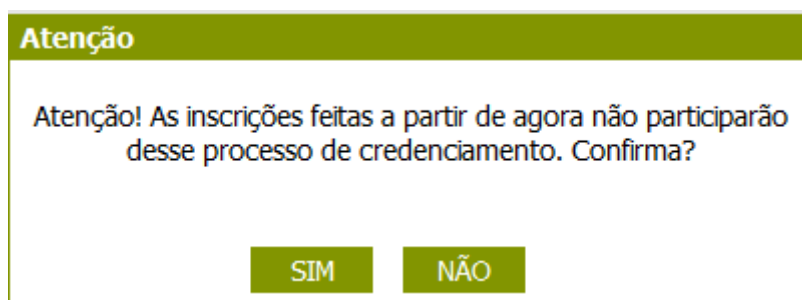 Atenção
Atenção! As inscrições feitas a partir de agora não participarão
desse processo de credenciamento. Confirma?
SIM
NÃO